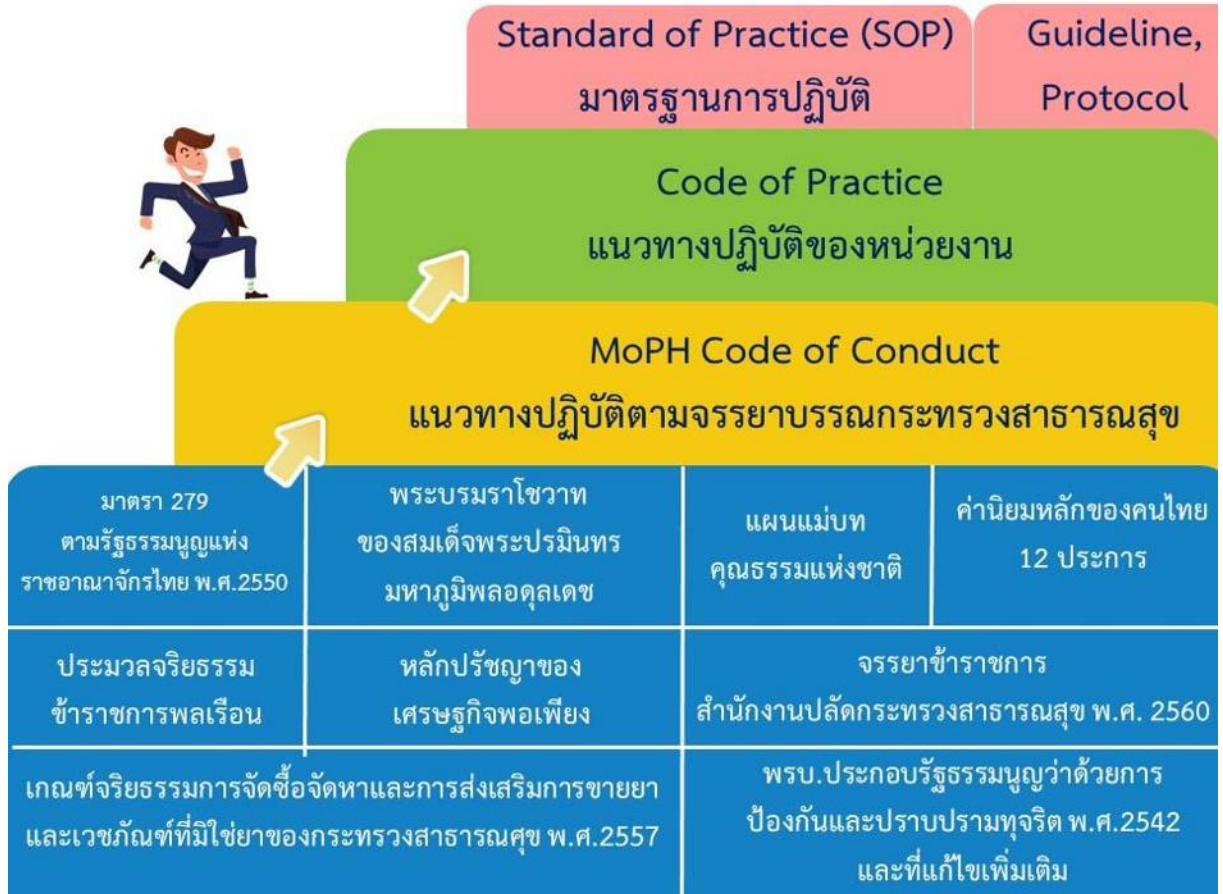 Standard of Practice (SOP)
มาตรฐานการปฏิบัติ
Guideline,
Protocol
Code of Practice
แนวทางปฏิบัติของหน่วยงาน
MoPH Code of Conduct
แนวทางปฏิบัติตามจรรยาบรรณกระทรวงสาธารณสุข
มาตรา 279
ตามรัฐธรรมนูญแห่ง
ราชอาณาจักรไทย พ.ศ.2550
พระบรมราโชวาท
ของสมเด็จพระปรมินทร
มหาภูมิพลอดุลเดช
แผนแม่บท
คุณธรรมแห่งชาติ
ค่านิยมหลักของคนไทย
12 ประการ
ประมวลจริยธรรม
ข้าราชการพลเรือน
หลักปรัชญาของ
เศรษฐกิจพอเพียง
จรรยาข้าราชการ
สำนักงานปลัดกระทรวงสาธารณสุข พ.ศ. 2560
เกณฑ์จริยธรรมการจัดซื้อจัดหาและการส่งเสริมการขายยา
และเวชภัณฑ์ที่มิใช่ยาของกระทรวงสาธารณศุข พ.ศ.2557
พรบ.ประกอบรัฐธรรมนูญว่าด้วยการ
ป้องกันและปราบปรามทุจริต พ.ศ.2542
และที่แก้ไขเพิ่มเติม